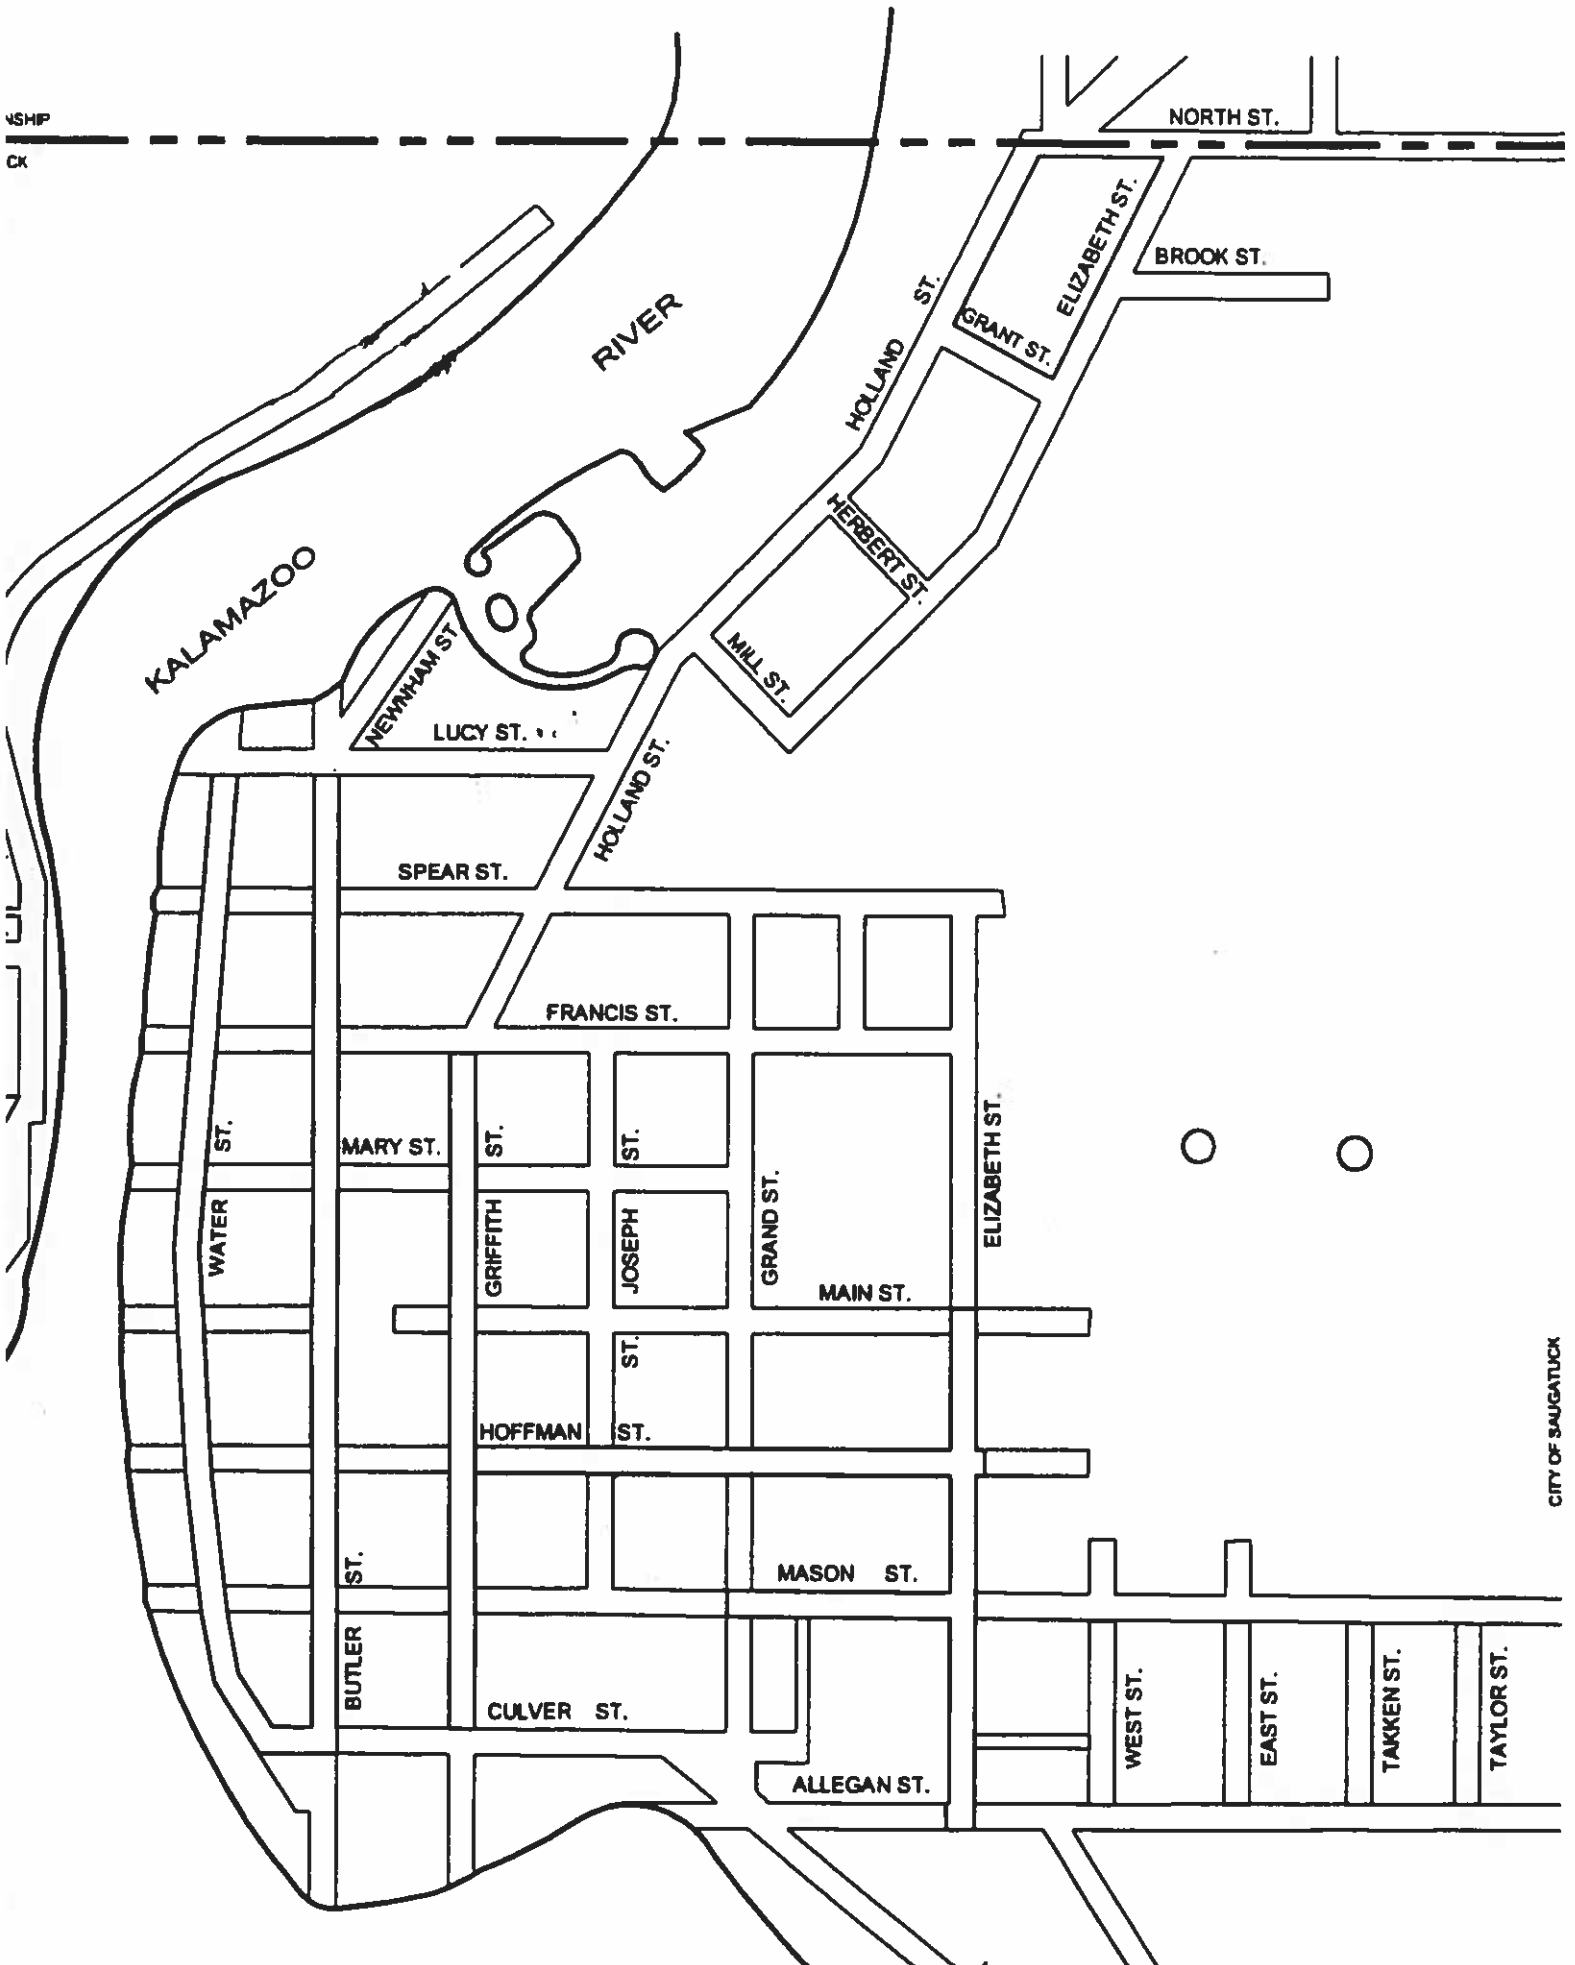 NORTH ST.
CK
ELIZABETH ST.
BROOK ST.
HOLLAND ST.
GRANT ST.
RIVER
KALAMAZOO
HERBERT ST.
MILL ST.
NEWNHAM ST
LUCY ST.
HOLLAND ST.
SPEAR ST.
FRANCIS ST.
WATER ST.
MARY ST.
GRIFFITH ST.
JOSEPH ST.
GRAND ST.
ELIZABETH ST.
MAIN ST.
ST.
HOFFMAN ST.
CITY OF SAUGATUCK
MASON ST.
BUTLER ST.
CULVER ST.
WEST ST.
EAST ST.
TAKKEN ST.
TAYLOR ST.
ALLEGAN ST.